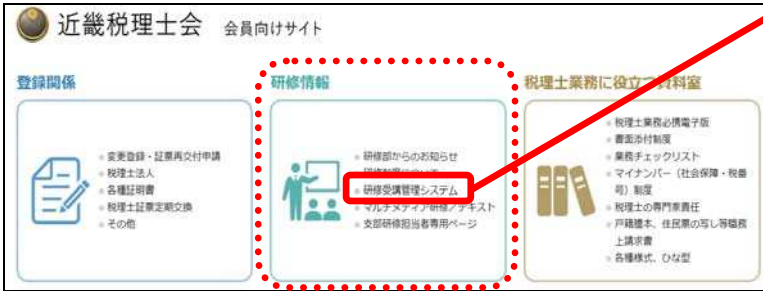 近畿税理士会 会員向けサイト
登録関係
変更登録・証票再交付申請
税理士法人
各種証明書
税理士証票定期交換
その他
研修情報
研修部からのお知らせ
研修制度について
研修受講管理システム
マルチメディア研修／テキスト
支部研修担当者専用ページ
税理士業務に役立つ資料室
税理士業務必携電子版
書面添付制度
業務チェックリスト
マイナンバー（社会保障・税番
号）制度
税理士の専門家責任
戸籍謄本、住民票の写し等職務
上請求書
各種様式、ひな型